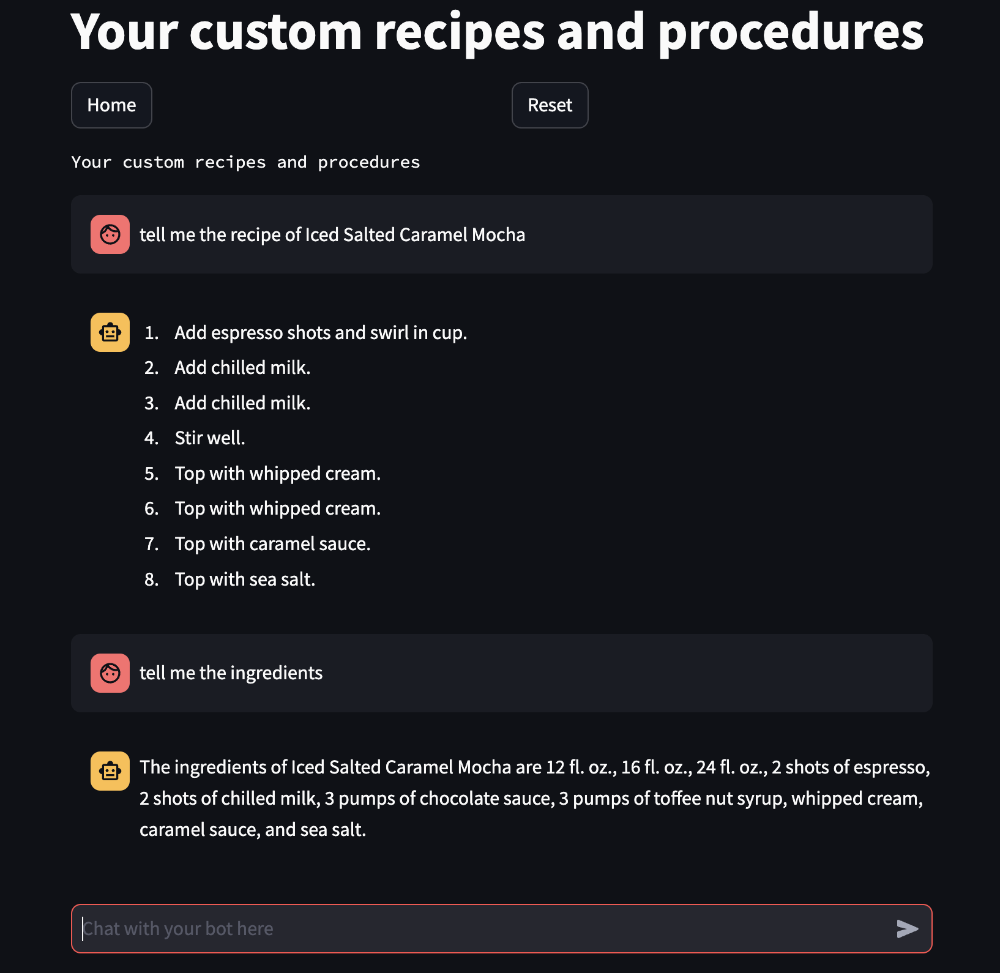 Your custom recipes and procedures
Home
Reset
Your custom recipes and procedures
tell me the recipe of Iced Salted Caramel Mocha
1. Add espresso shots and swirl in cup.
2. Add chilled milk.
3. Add chilled milk.
4. Stir well.
5. Top with whipped cream.
6. Top with whipped cream.
7. Top with caramel sauce.
8. Top with sea salt.
tell me the ingredients
The ingredients of Iced Salted Caramel Mocha are 12 fl. oz., 16 fl. oz., 24 fl. oz., 2 shots of espresso,
2 shots of chilled milk, 3 pumps of chocolate sauce, 3 pumps of toffee nut syrup, whipped cream,
caramel sauce, and sea salt.
Chat with your bot here